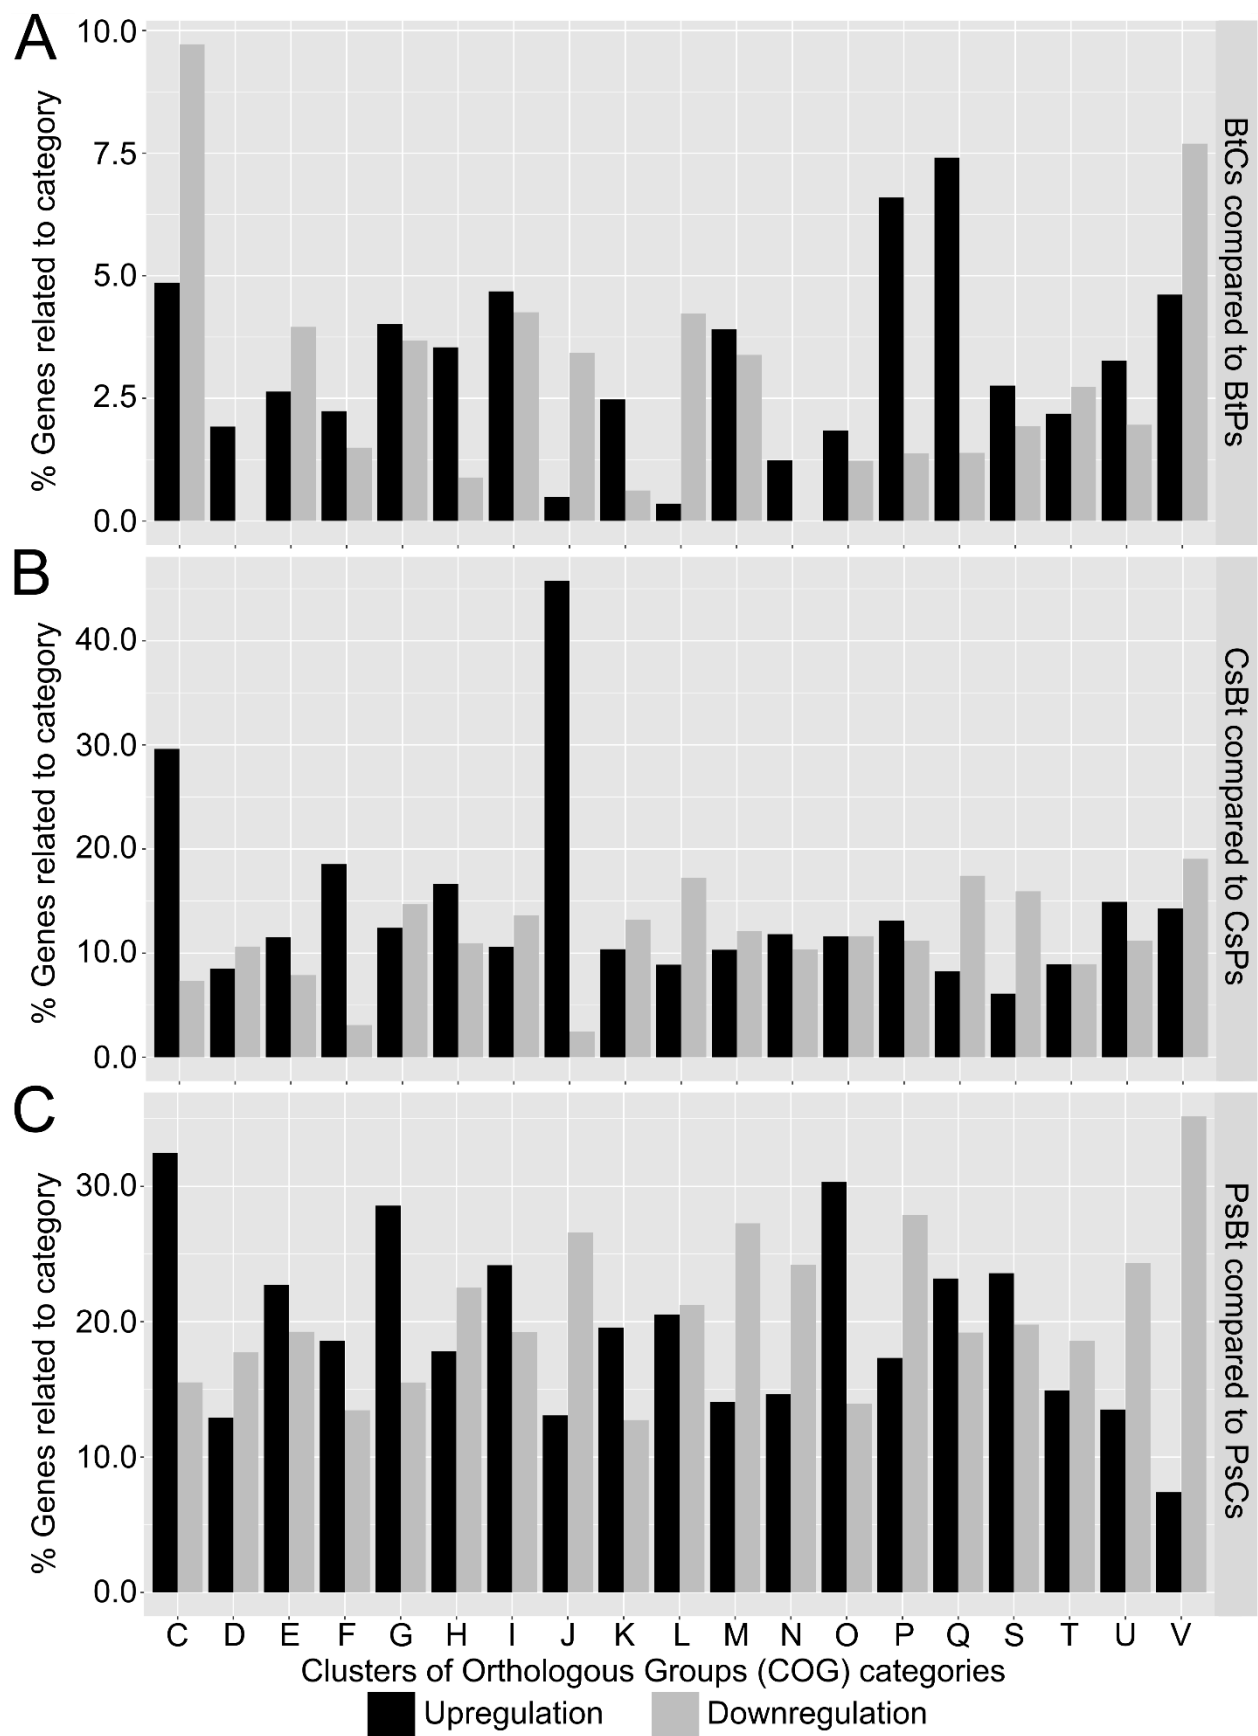 A
10.0
7.5
5.0
2.5
0.0
% Genes related to category
BtCs compared to BtPs
B
40.0
30.0
20.0
10.0
0.0
% Genes related to category
CsBt compared to CsPs
C
30.0
20.0
10.0
0.0
% Genes related to category
PsBt compared to PsCs
C D E F G H I J K L M N O P Q S T U V
Clusters of Orthologous Groups (COG) categories
Upregulation Downregulation